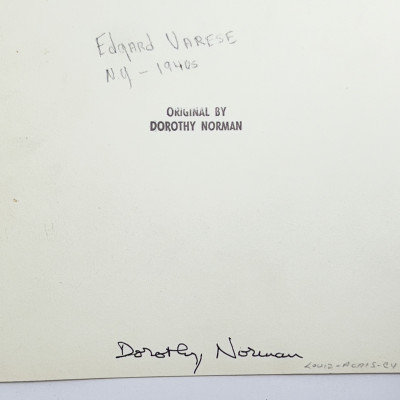 Edgard VARESE
NY - 1940s
ORIGINAL BY
DOROTHY NORMAN
Dorothy Norman